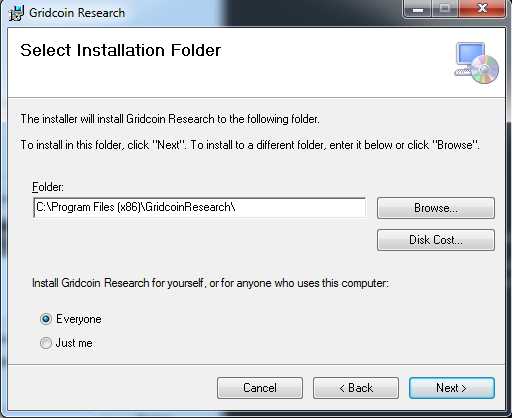 Gridcoin Research
Select Installation Folder
The installer will install Gridcoin Research to the following folder.
To install in this folder, click "Next". To install to a different folder, enter it below or click "Browse".
Folder:
C:\Program Files (x86)\GridcoinResearch\
Browse...
Disk Cost...
Install Gridcoin Research for yourself, or for anyone who uses this computer:
Everyone
Just me
Cancel
< Back
Next >